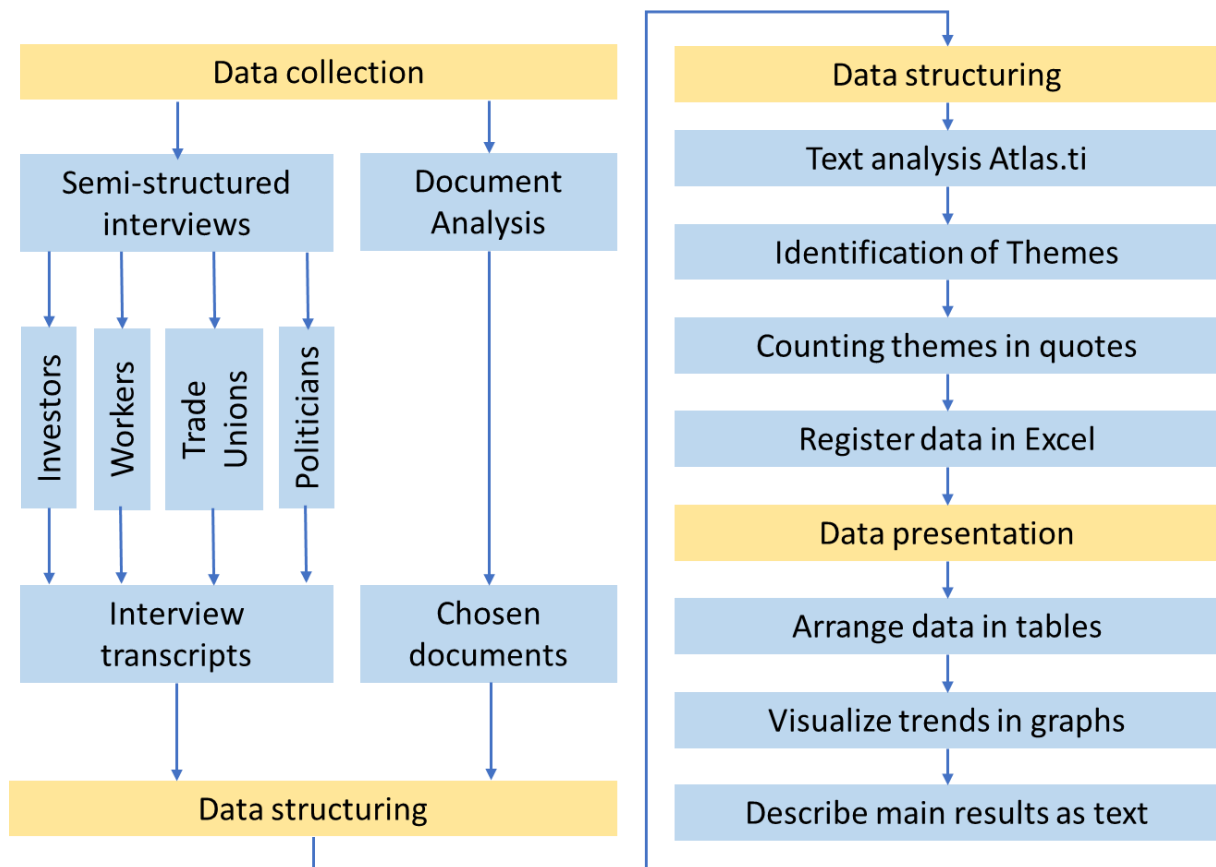 Data collection
Semi-structured
interviews
Document
Analysis
Investors
Workers
Trade
Unions
Politicians
Interview
transcripts
Chosen
documents
Data structuring
Data structuring
Text analysis Atlas.ti
Identification of Themes
Counting themes in quotes
Register data in Excel
Data presentation
Arrange data in tables
Visualize trends in graphs
Describe main results as text